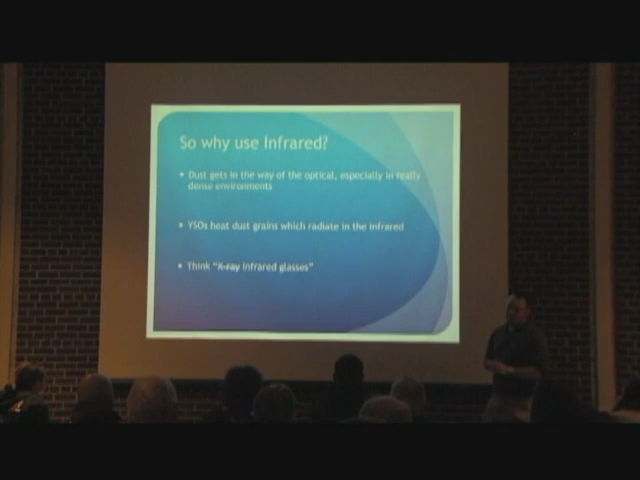 So why use Infrared?
• Dust gets in the way of the optical, especially in really
dense environments
• YSOs heat dust grains which radiate in the infrared
• Think "X-ray Infrared glasses"